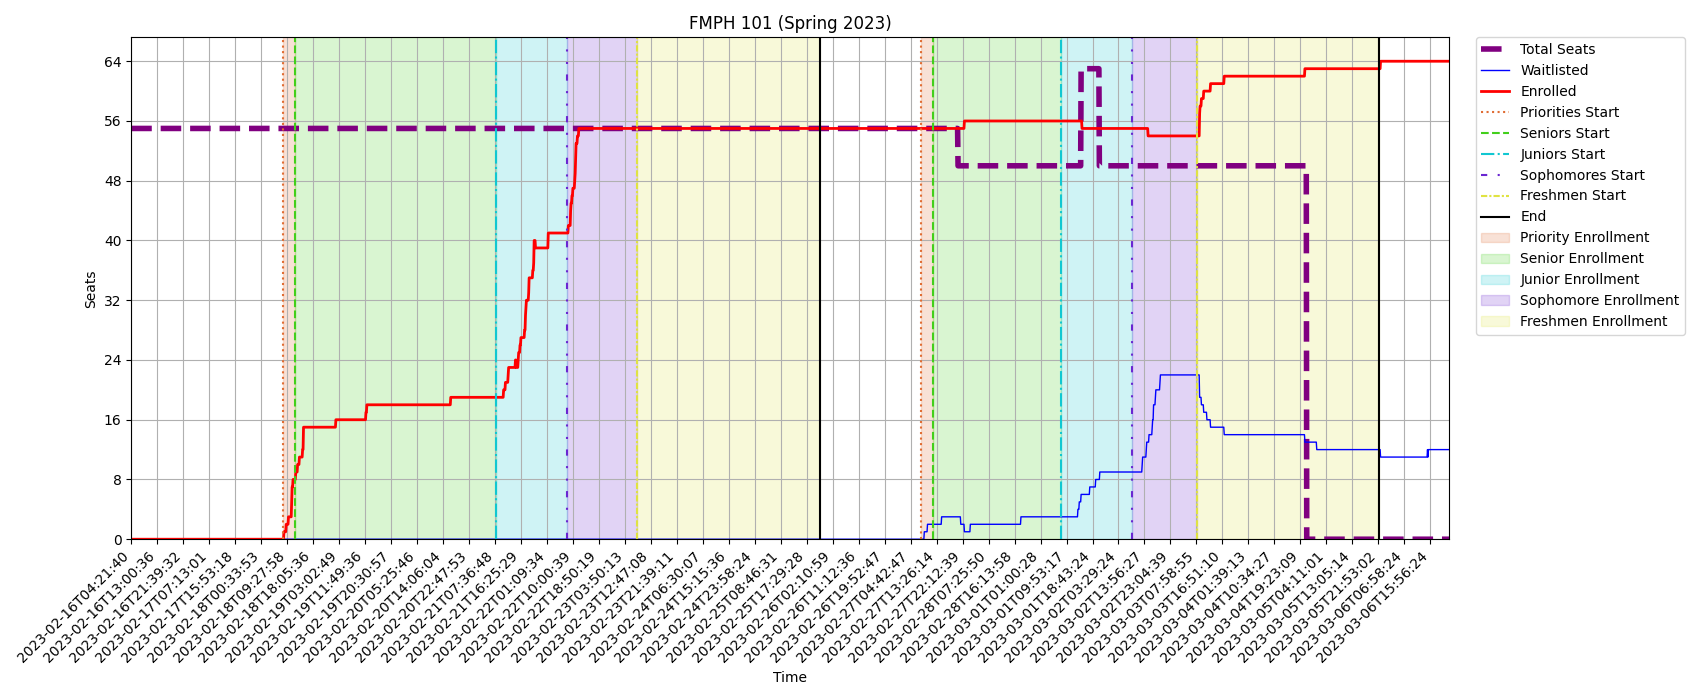 FMPH 101 (Spring 2023)
Seats
64
56
48
40
32
24
16
8
0
2023-02-16T04:21:40
2023-02-16T13:00:36
2023-02-16T21:39:32
2023-02-17T07:13:01
2023-02-17T15:53:18
2023-02-18T00:33:53
2023-02-18T09:27:58
2023-02-18T18:05:36
2023-02-19T03:02:49
2023-02-19T11:49:36
2023-02-19T20:30:57
2023-02-20T05:25:46
2023-02-20T14:06:04
2023-02-20T22:47:53
2023-02-21T07:36:48
2023-02-21T16:25:29
2023-02-22T01:09:34
2023-02-22T10:00:39
2023-02-22T18:50:19
2023-02-23T03:50:13
2023-02-23T12:47:08
2023-02-23T21:39:11
2023-02-24T06:30:07
2023-02-24T15:15:36
2023-02-24T23:58:24
2023-02-25T08:46:31
2023-02-25T17:29:28
2023-02-26T02:10:59
2023-02-26T11:12:36
2023-02-26T19:52:47
2023-02-27T04:42:47
2023-02-27T13:26:14
2023-02-27T22:12:39
2023-02-28T07:25:50
2023-02-28T16:13:58
2023-03-01T01:00:28
2023-03-01T09:53:17
2023-03-01T18:43:24
2023-03-02T03:29:24
2023-03-02T13:56:27
2023-03-02T23:04:39
2023-03-03T07:58:55
2023-03-03T16:51:10
2023-03-04T01:39:13
2023-03-04T10:34:27
2023-03-04T19:23:09
2023-03-05T04:11:01
2023-03-05T13:05:14
2023-03-05T21:53:02
2023-03-06T06:58:24
2023-03-06T15:56:24
Time
Total Seats
Waitlisted
Enrolled
Priorities Start
Seniors Start
Juniors Start
Sophomores Start
Freshmen Start
End
Priority Enrollment
Senior Enrollment
Junior Enrollment
Sophomore Enrollment
Freshmen Enrollment